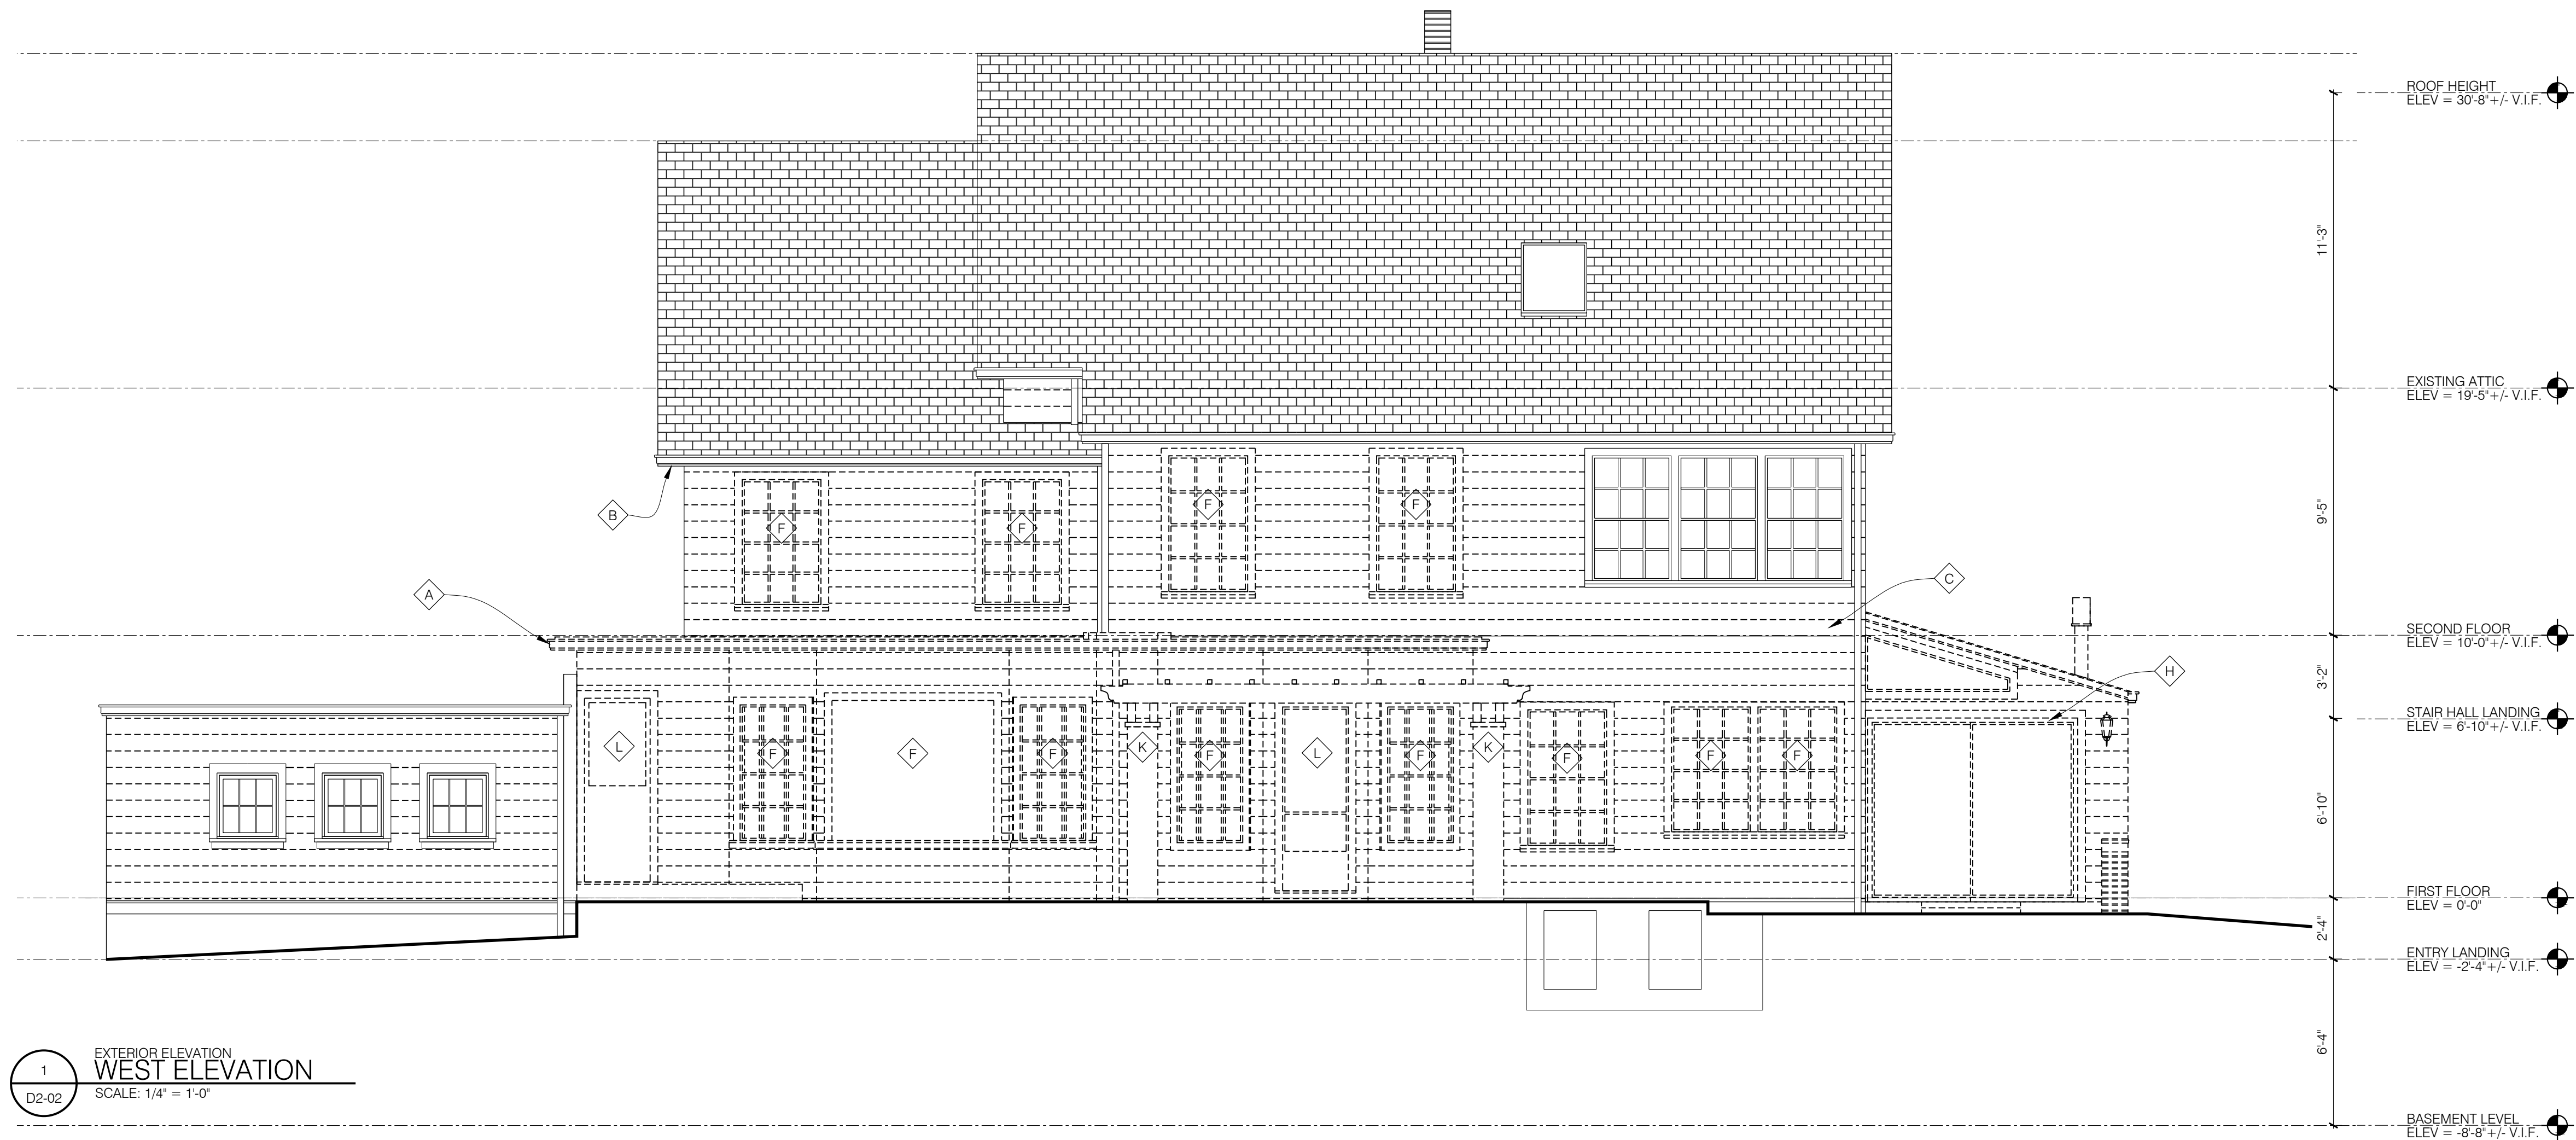 ROOF HEIGHT
ELEV = 30'-8"+/- V.I.F.
11'-3"
EXISTING ATTIC
ELEV = 19'-5"+/- V.I.F.
F
F
B
F
F
9'-5"
A
C
SECOND FLOOR
ELEV = 10'-0"+/- V.I.F.
3'-2"
H
STAIR HALL LANDING
ELEV = 6'-10"+/- V.I.F.
L
F
F
F
K
F
L
F
K
F
F
F
6'-10"
FIRST FLOOR
ELEV = 0'-0"
2'-4"
ENTRY LANDING
ELEV = -2'-4"+/- V.I.F.
6'-4"
BASEMENT LEVEL
ELEV = -8'-8"+/- V.I.F.
1
D2-02
EXTERIOR ELEVATION
WEST ELEVATION
SCALE: 1/4" = 1'-0"